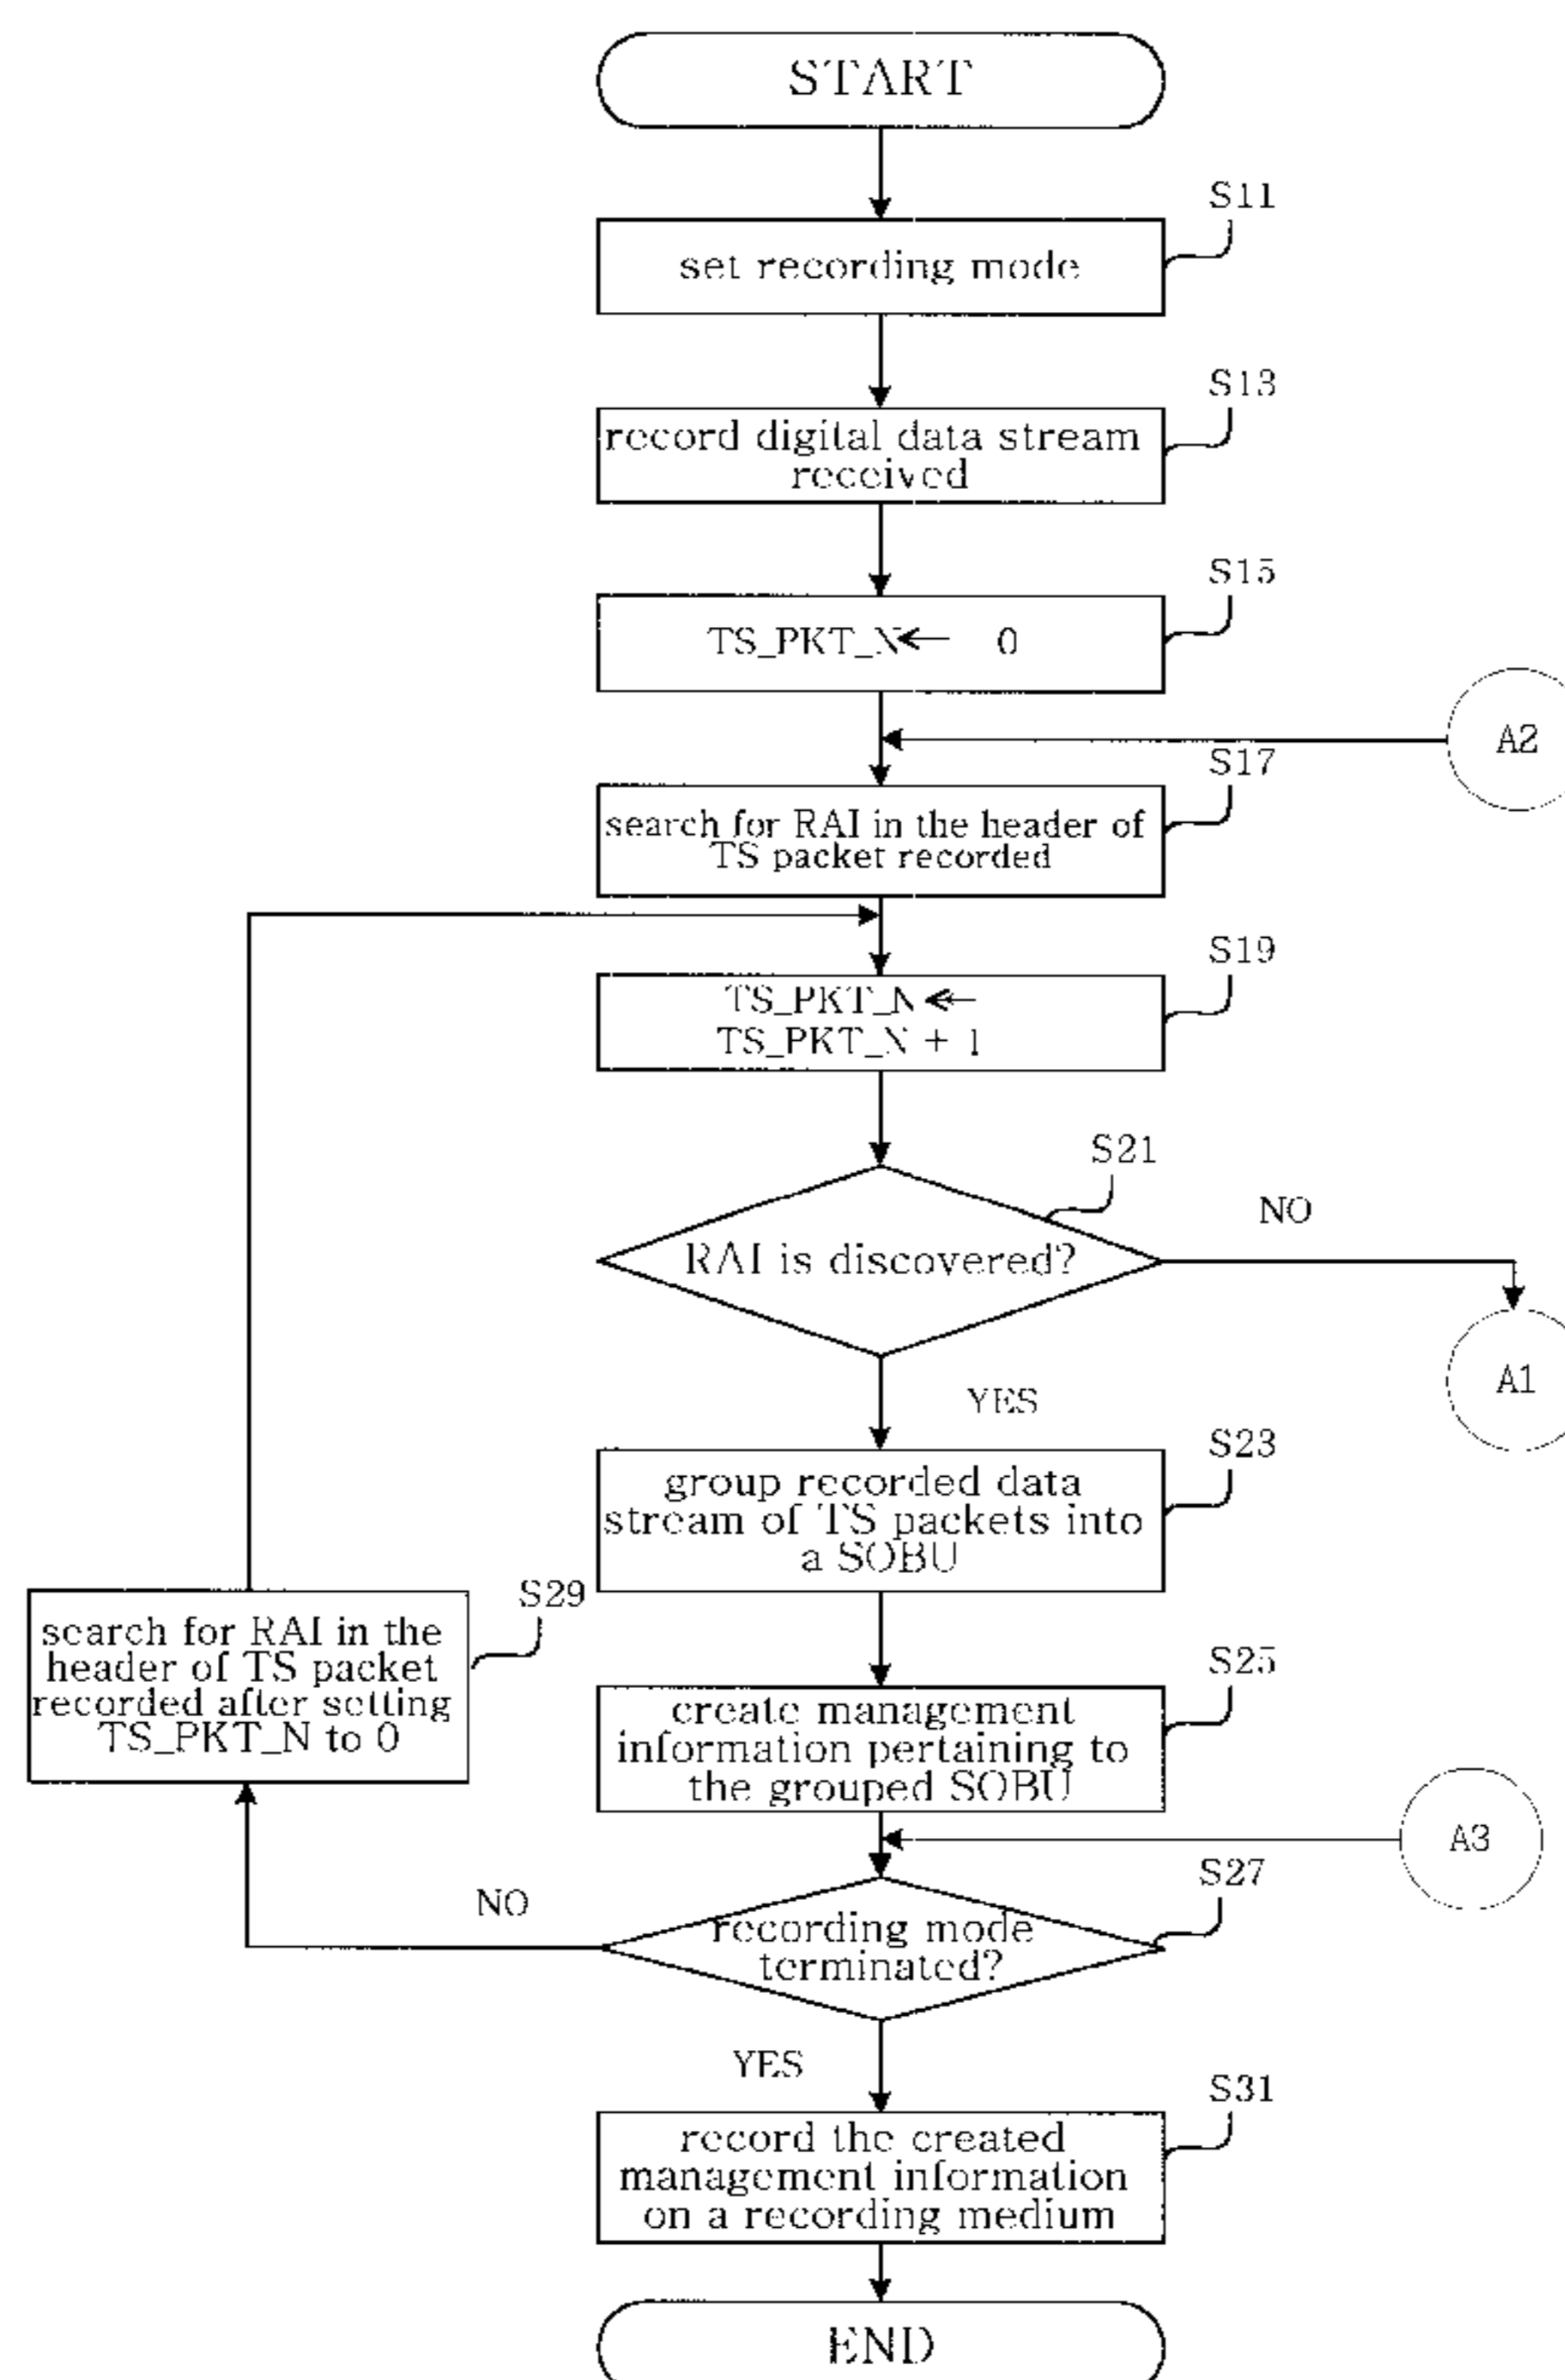 START
S11
set recording mode
S13
record digital data stream
received
S15
TS_PKT_N← 0
A2
S17
search for RAI in the header of
TS packet recorded
S19
TS_PKT_N ←
TS_PKT_N + 1
S21
NO
RAI is discovered?
A1
YES
S23
group recorded data
stream of TS packets into
a SOBU
S29
search for RAI in the
header of TS packet
recorded after setting
TS_PKT_N to 0
S25
create management
information pertaining to
the grouped SOBU
A3
S27
NO
recording mode
terminated?
YES
S31
record the created
management information
on a recording medium
END